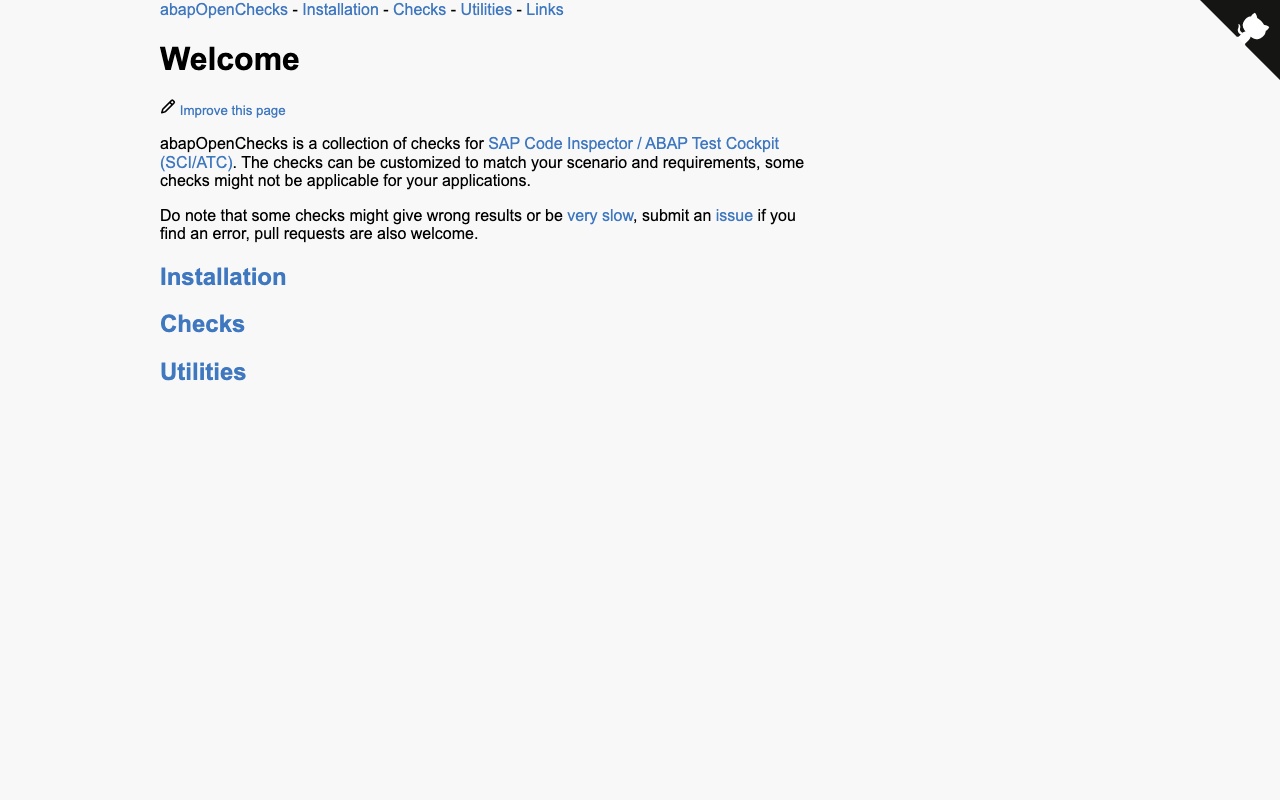 abapOpenChecks - Installation - Checks - Utilities - Links
Welcome
Improve this page
abapOpenChecks is a collection of checks for SAP Code Inspector / ABAP Test Cockpit
(SCI/ATC). The checks can be customized to match your scenario and requirements, some
checks might not be applicable for your applications.
Do note that some checks might give wrong results or be very slow, submit an issue if you
find an error, pull requests are also welcome.
Installation
Checks
Utilities